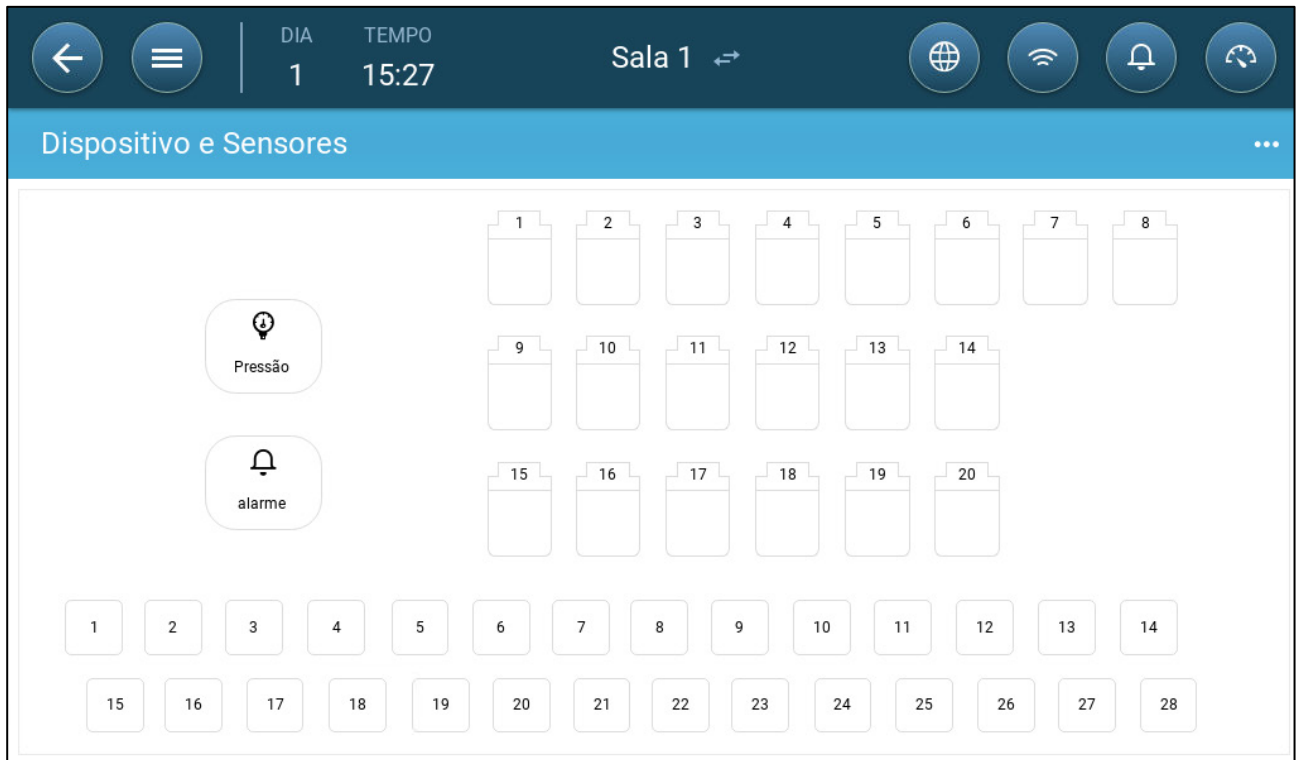 DIA TEMPO
1 15:27 Sala 1
Dispositivo e Sensores
1 2 3 4 5 6 7 8
Pressão
9 10 11 12 13 14
alarme
15 16 17 18 19 20
1 2 3 4 5 6 7 8 9 10 11 12 13 14
15 16 17 18 19 20 21 22 23 24 25 26 27 28